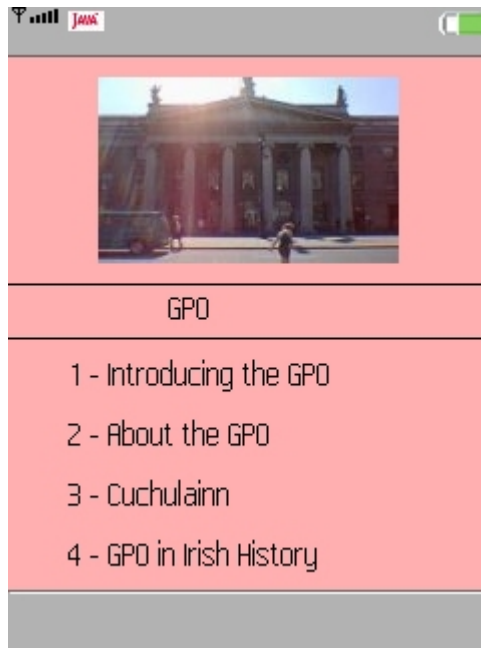 JAVA
GPO
1 - Introducing the GPO
2 - About the GPO
3 - Cuchulainn
4 - GPO in Irish History